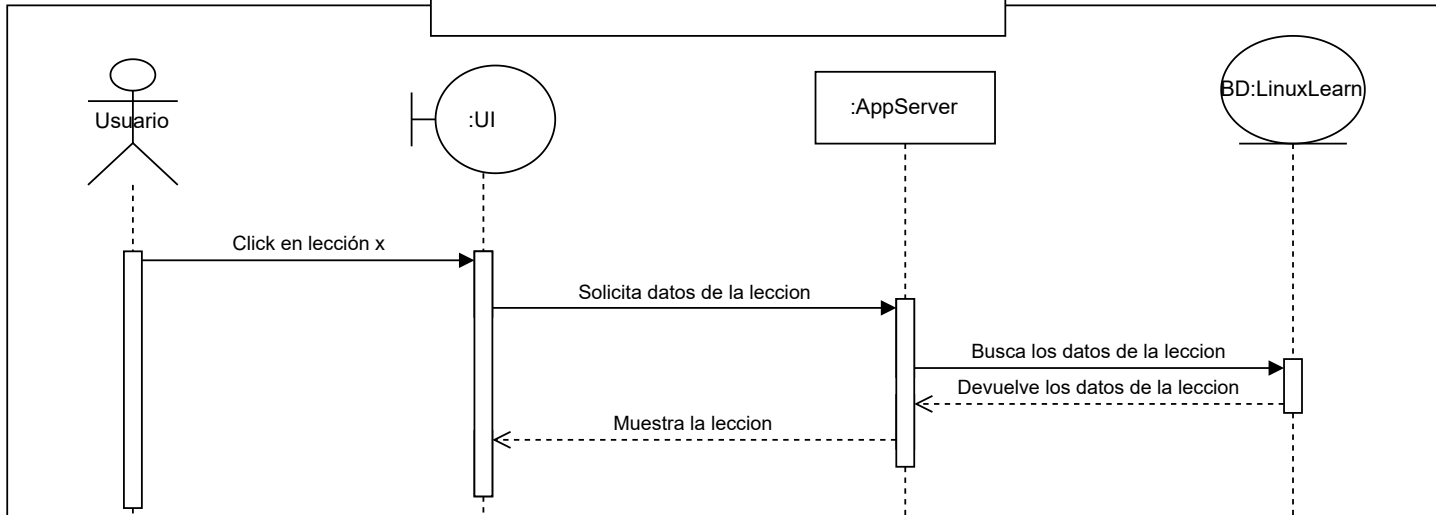 Usuario
:UI
:AppServer
BD:LinuxLearn
Click en lección x
Solicita datos de la leccion
Busca los datos de la leccion
Devuelve los datos de la leccion
Muestra la leccion